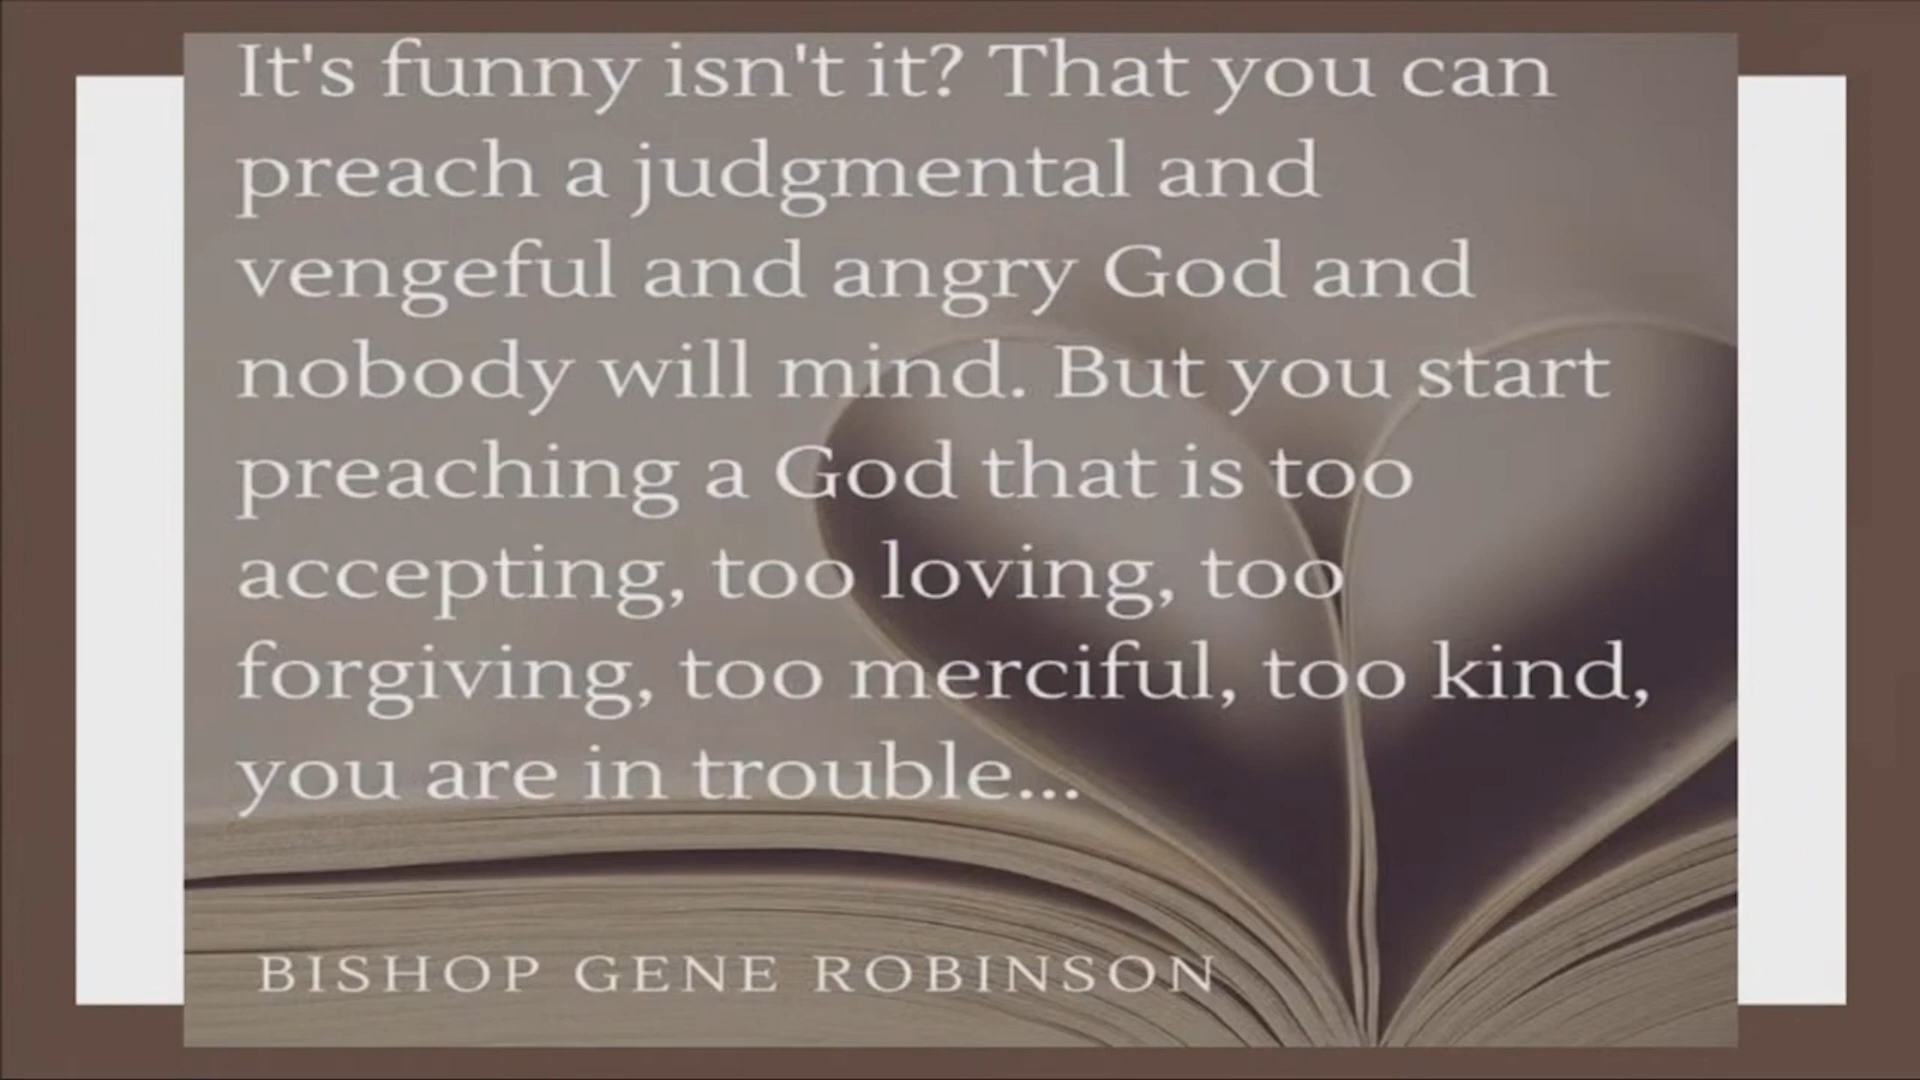 It's funny isn't it? That you can
preach a judgmental and
vengeful and angry God and
nobody will mind. But you start
preaching a God that is too
accepting, too loving, too
forgiving, too merciful, too kind,
you are in trouble...
BISHOP GENE ROBINSON